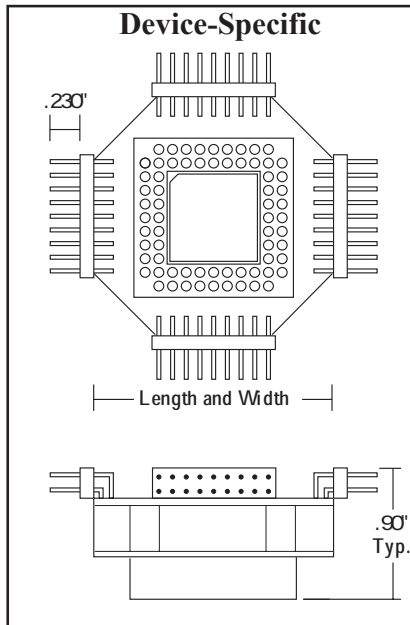 Device-Specific
.230"
Length and Width
.90"
Typ.